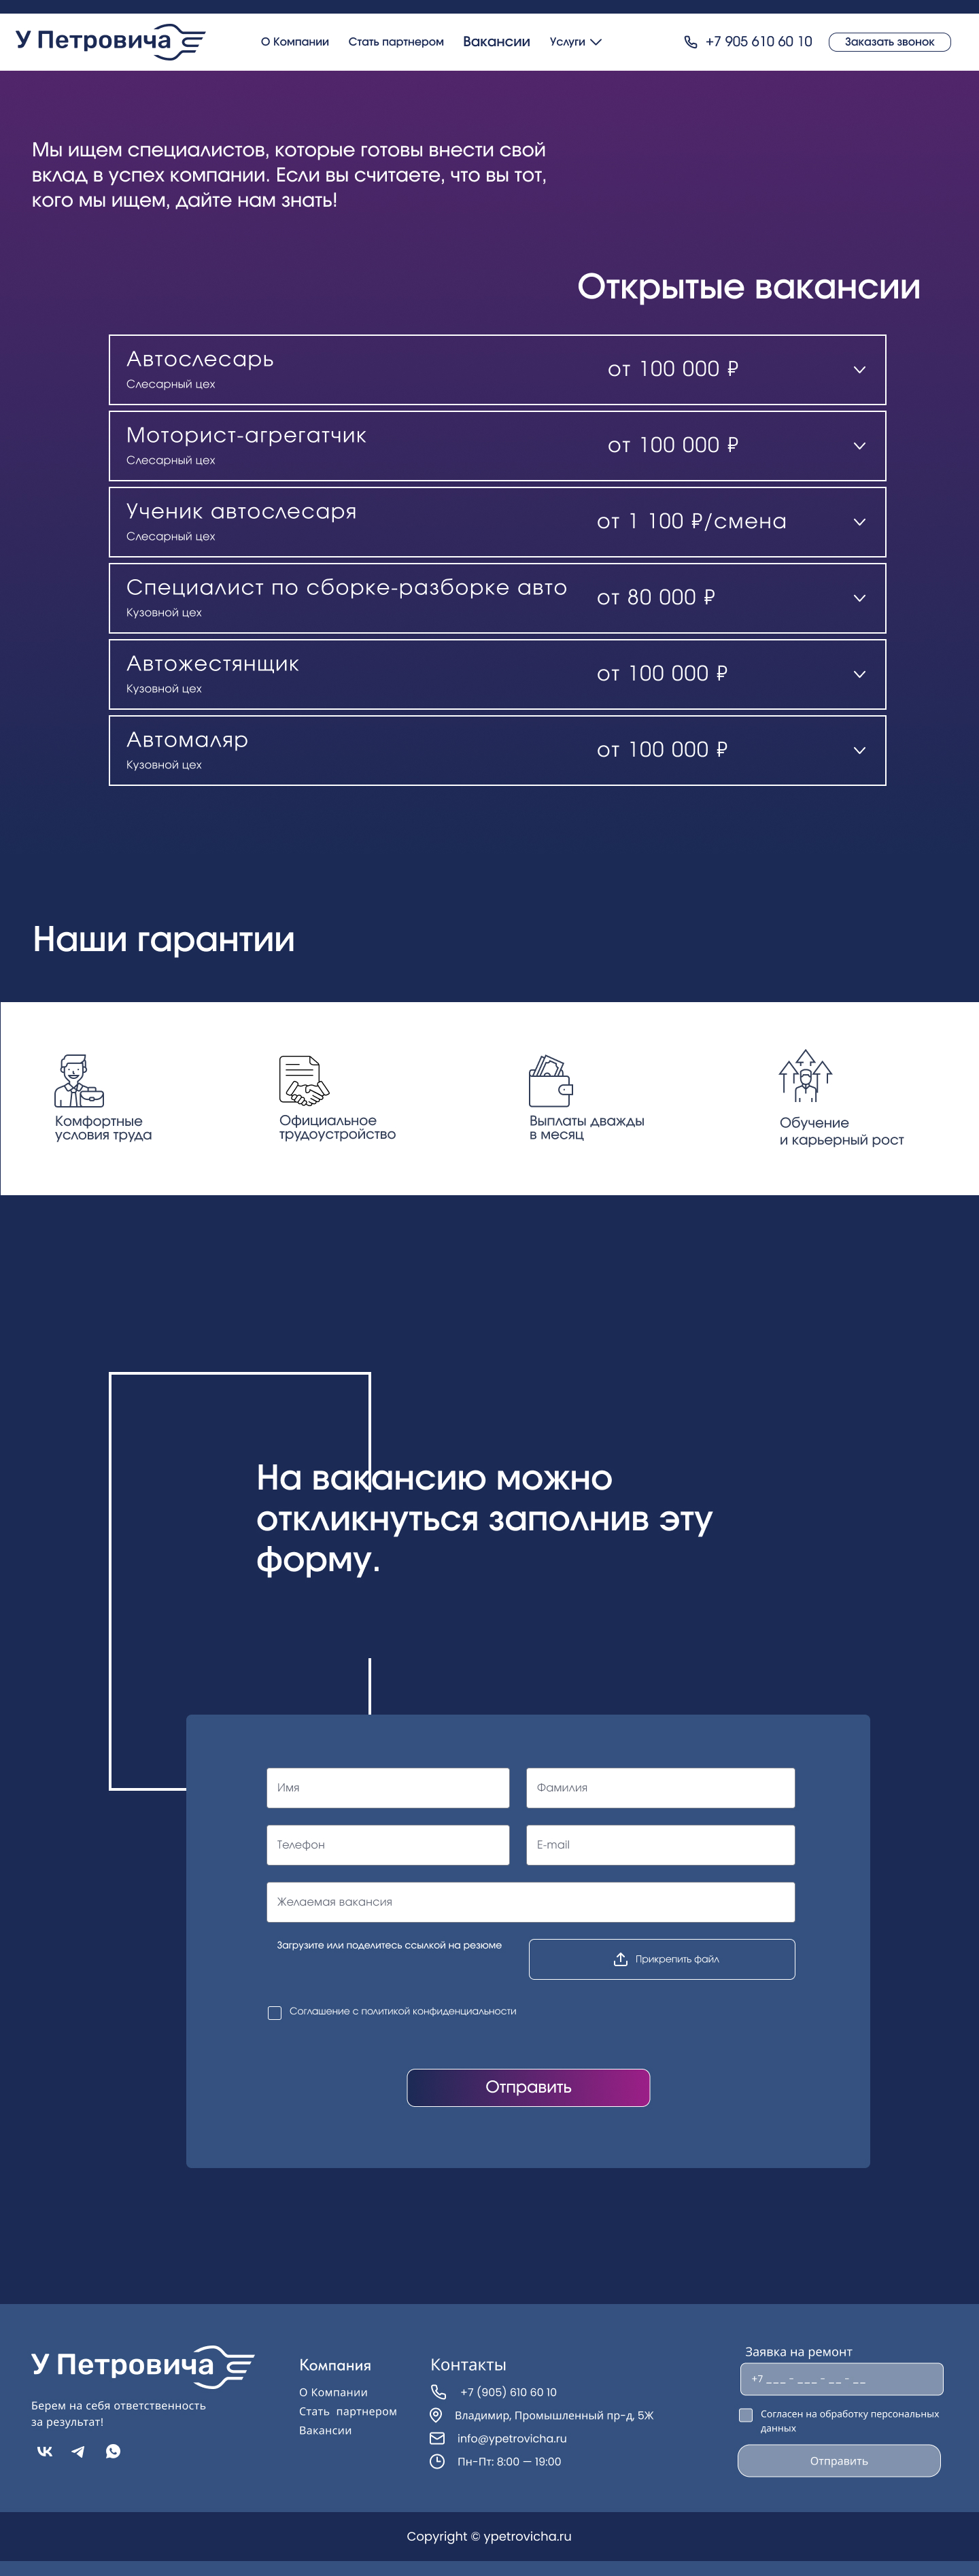 У Петровича
О Компании
Стать партнером
Вакансии
Услуги
+7 905 610 60 10
Заказать звонок
Мы ищем специалистов, которые готовы внести свой
вклад в успех компании. Если вы считаете, что вы тот,
кого мы ищем, дайте нам знать!
Открытые вакансии
Автослесарь
Слесарный цех
от 100 000 ₽
Моторист-агрегатчик
Слесарный цех
от 100 000 ₽
Ученик автослесаря
Слесарный цех
от 1 100 ₽/смена
Специалист по сборке-разборке авто
Кузовной цех
от 80 000 ₽
Автожестянщик
Кузовной цех
от 100 000 ₽
Автомаляр
Кузовной цех
от 100 000 ₽
Наши гарантии
Комфортные
условия труда
Официальное
трудоустройство
Выплаты дважды
в месяц
Обучение
и карьерный рост
На вакансию можно
откликнуться заполнив эту
форму.
Имя
Фамилия
Телефон
E-mail
Желаемая вакансия
Загрузите или поделитесь ссылкой на резюме
Прикрепить файл
Соглашение с политикой конфиденциальности
Отправить
У Петровича
Берем на себя ответственность
за результат!
Компания
О Компании
Стать партнером
Вакансии
Контакты
+7 (905) 610 60 10
Владимир, Промышленный пр-д, 5Ж
info@ypetrovicha.ru
Пн-Пт: 8:00 — 19:00
Заявка на ремонт
+7 _ _ _ - _ _ _ - _ _ - _ _
Согласен на обработку персональных
данных
Отправить
Copyright © ypetrovicha.ru